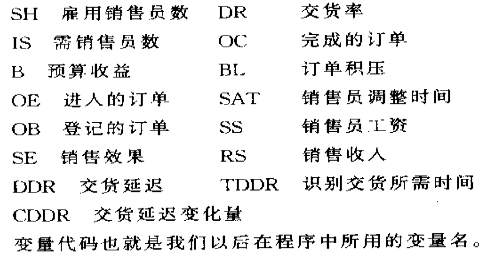 SH 雇用销售员数 DR 交货率
IS 需销售员数 OC 完成的订单
B 预算收益 BL 订单积压
OE 进人的订单 SAT 销售员调整时间
OB 登记的订单 SS 销售员工资
SE 销售效果 RS 销售收人
DDR 交货延迟 TDDR 识别交货所需时间
CDDR 交货延迟变化量
变量代码也就是我们以后在程序中所用的变量名。